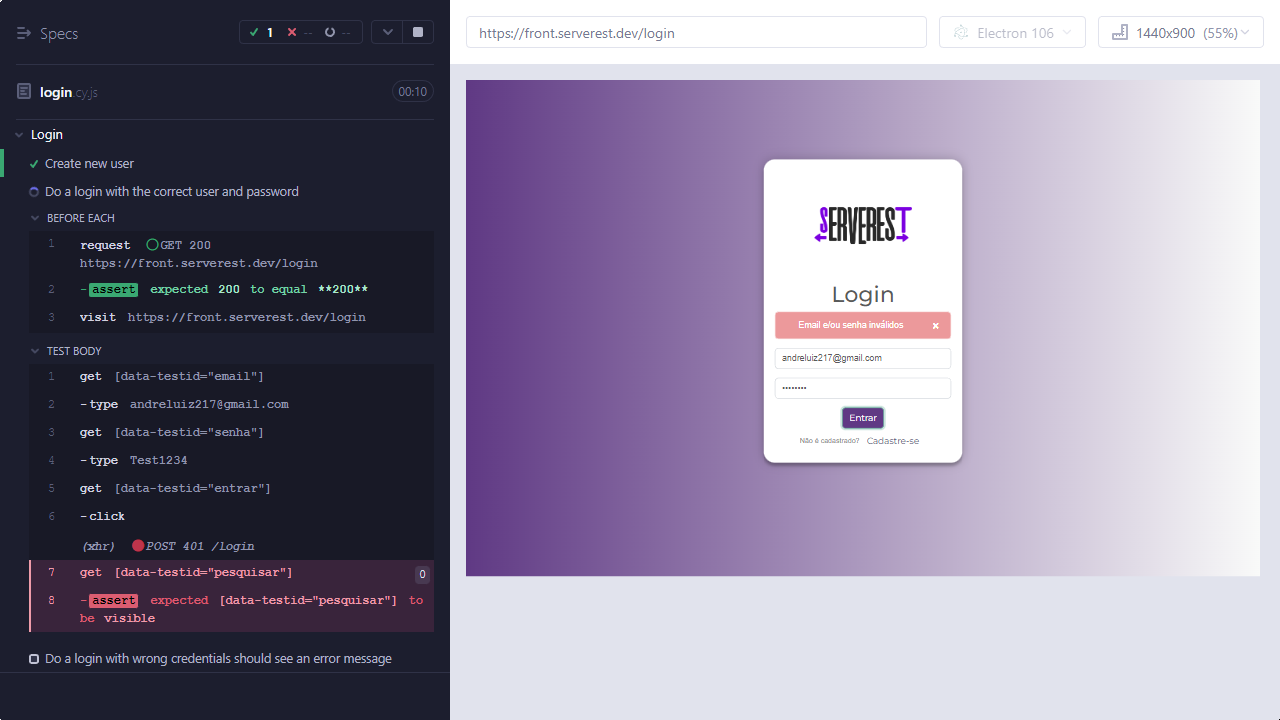 Specs
1 -- --
login.cy.js
00:10
Login
Create new user
Do a login with the correct user and password
BEFORE EACH
1 request GET 200
https://front.serverest.dev/login
2 -assert expected 200 to equal **200**
3 visit https://front.serverest.dev/login
TEST BODY
1 get [data-testid="email"]
2 -type andreluiz217@gmail.com
3 get [data-testid="senha"]
4 -type Test1234
5 get [data-testid="entrar"]
6 -click
(xhr) POST 401 /login
7 get [data-testid="pesquisar"] 0
8 -assert expected [data-testid="pesquisar"] to
be visible
Do a login with wrong credentials should see an error message
https://front.serverest.dev/login
Electron 106
1440x900 (55%)
SERVEREST
Login
Email e/ou senha inválidos ×
andreluiz217@gmail.com
••••••••
Entrar
Não é cadastrado? Cadastre-se